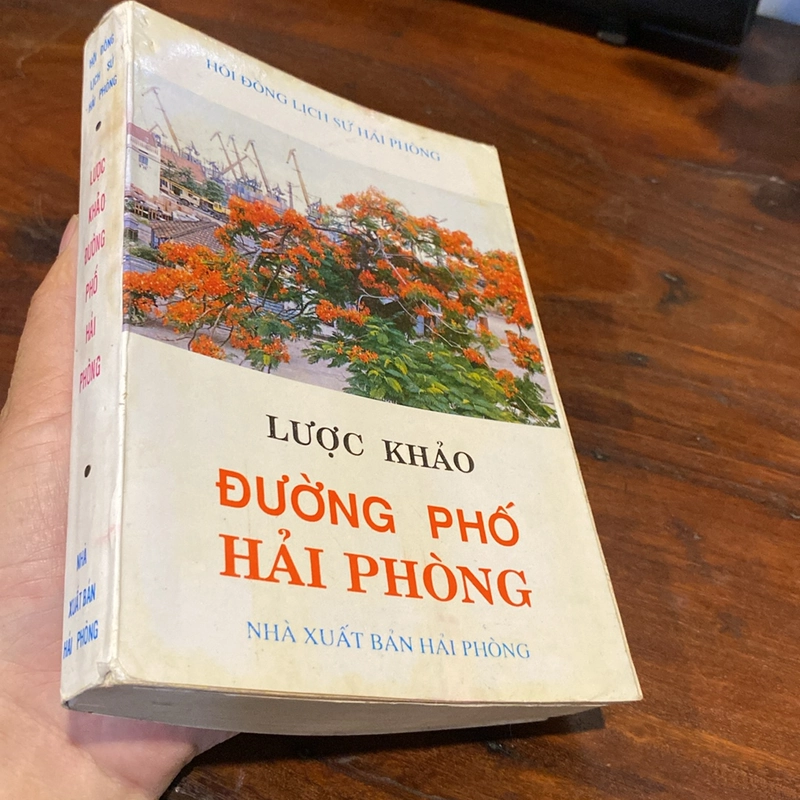 HỘI ĐỒNG LỊCH SỬ HẢI PHÒNG
LƯỢC KHẢO
ĐƯỜNG PHỐ
HẢI PHÒNG
NHÀ XUẤT BẢN HẢI PHÒNG
HỘI ĐỒNG
LỊCH SỬ
HẢI PHÒNG
LƯỢC
KHẢO
ĐƯỜNG
PHỐ
HẢI
PHÒNG
NHÀ
XUẤT BẢN
HẢI PHÒNG